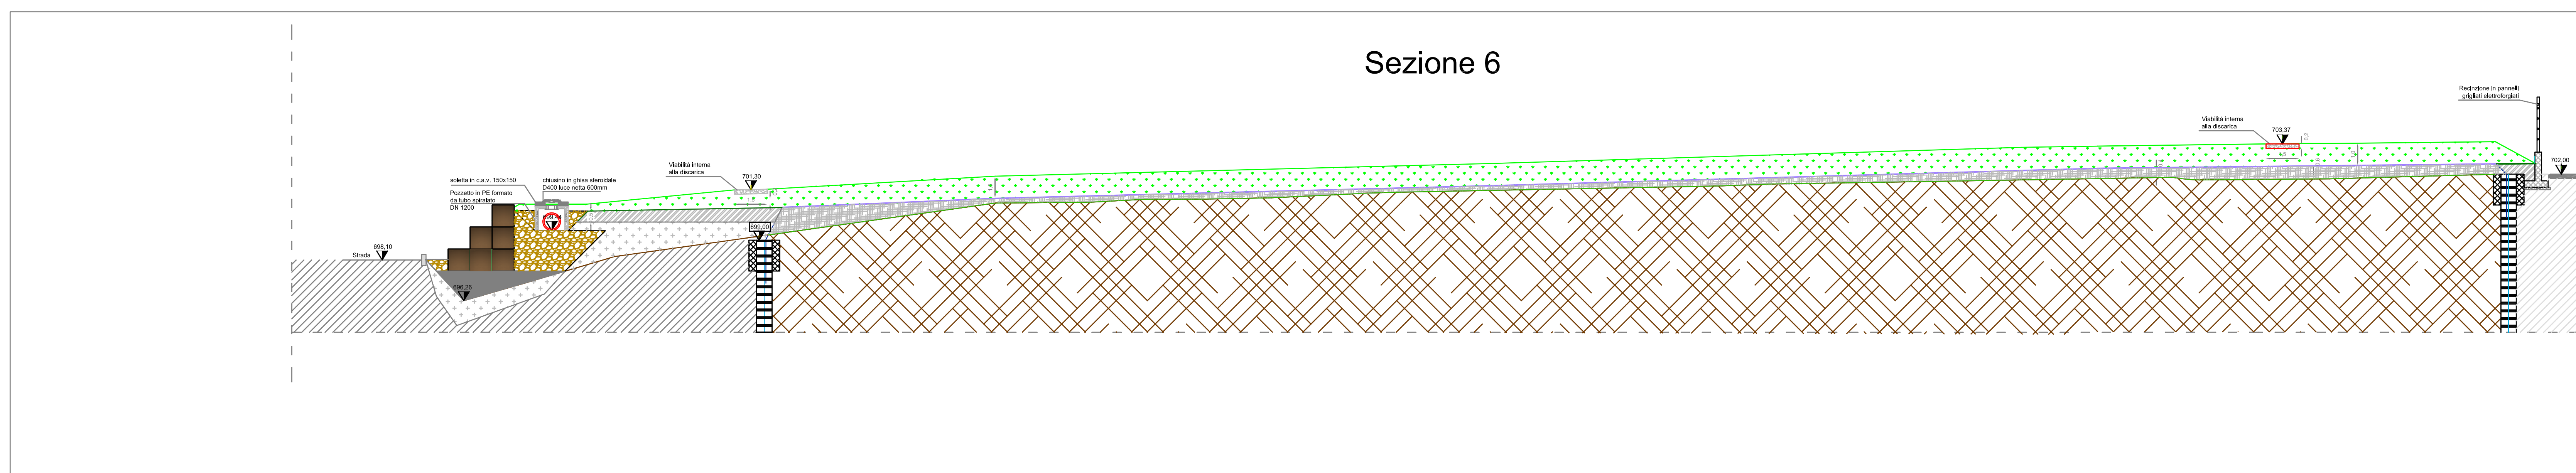 Sezione 6
Recinzione in pannelli
grigliati elettroforgiati
Viabilità interna
alla discarica
703,37
702,00
Viabilità interna
alla discarica
701,30
soletta in c.a.v. 150x150
Pozzetto in PE formato
da tubo spiralato
DN 1200
chiusino in ghisa sferoidale
D400 luce netta 600mm
699,00
698,10
Strada
696,26